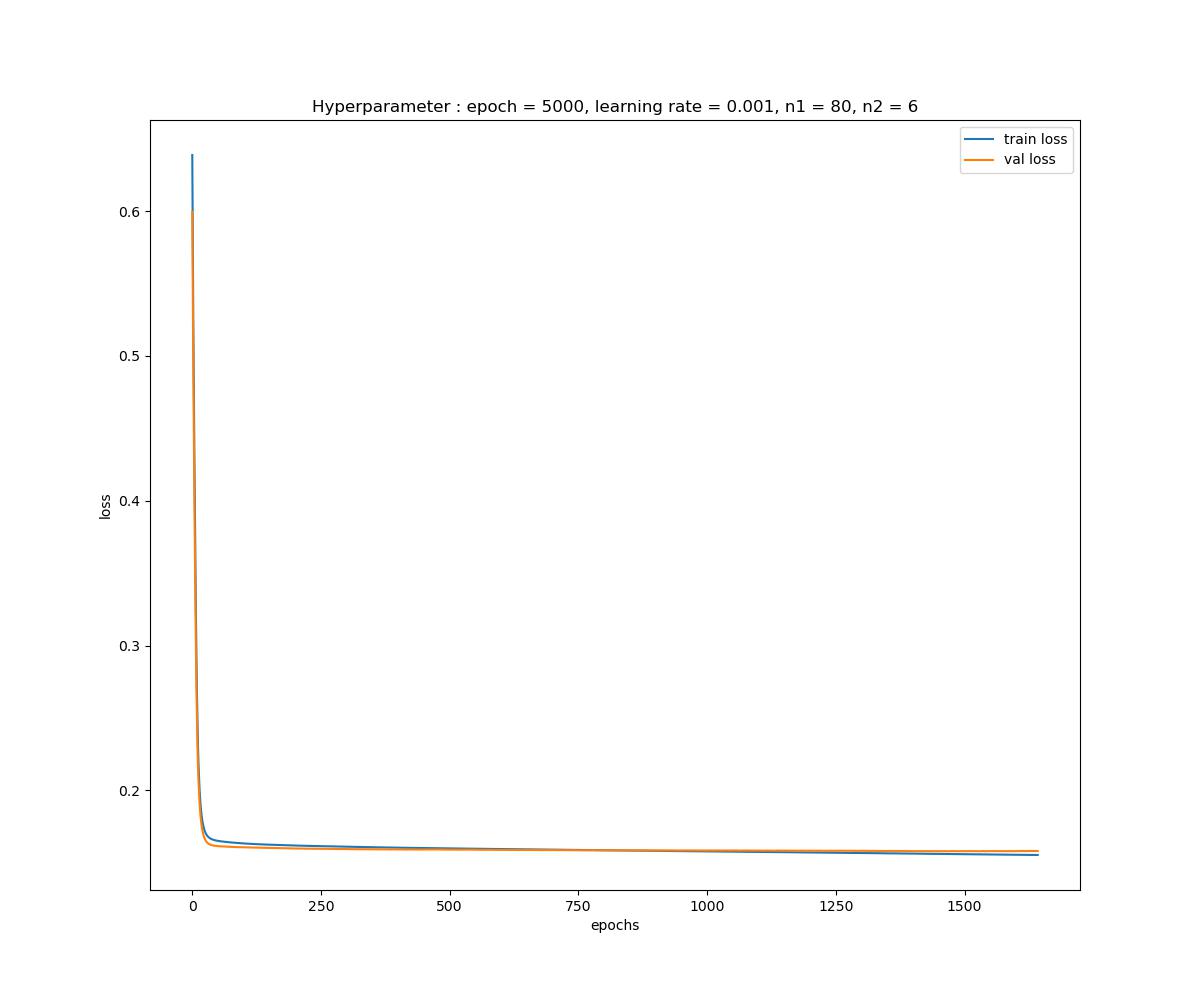 Hyperparameter : epoch = 5000, learning rate = 0.001, n1 = 80, n2 = 6
train loss
val loss
0.6
0.5
0.4
0.3
0.2
loss
0 250 500 750 1000 1250 1500
epochs